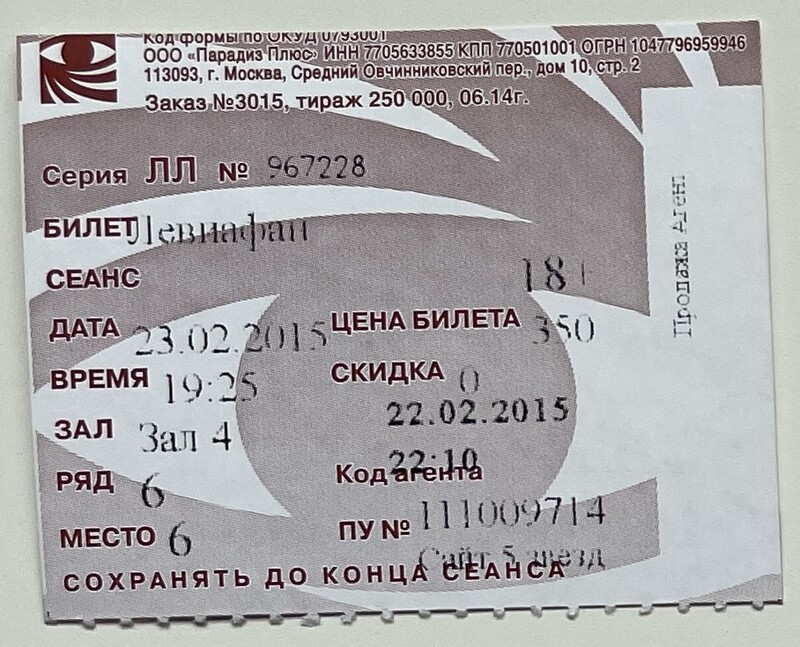 Код формы по ОКУД 0793001
ООО «Парадиз Плюс» ИНН 7705633855 КПП 770501001 ОГРН 1047796959946
113093, г. Москва, Средний Овчинниковский пер., дом 10, стр. 2
Заказ №3015, тираж 250 000, 06.14г.
Серия ЛЛ № 967228
БИЛЕТ Левиафан
СЕАНС 18+
ДАТА 23.02.2015 ЦЕНА БИЛЕТА 350
ВРЕМЯ 19:25 СКИДКА 0
22.02.2015
ЗАЛ Зал 4
22:10
РЯД 6 Код агента
МЕСТО 6 ПУ № 111009714
Сайт 5 звезд
СОХРАНЯТЬ ДО КОНЦА СЕАНСА
Продажа Агент